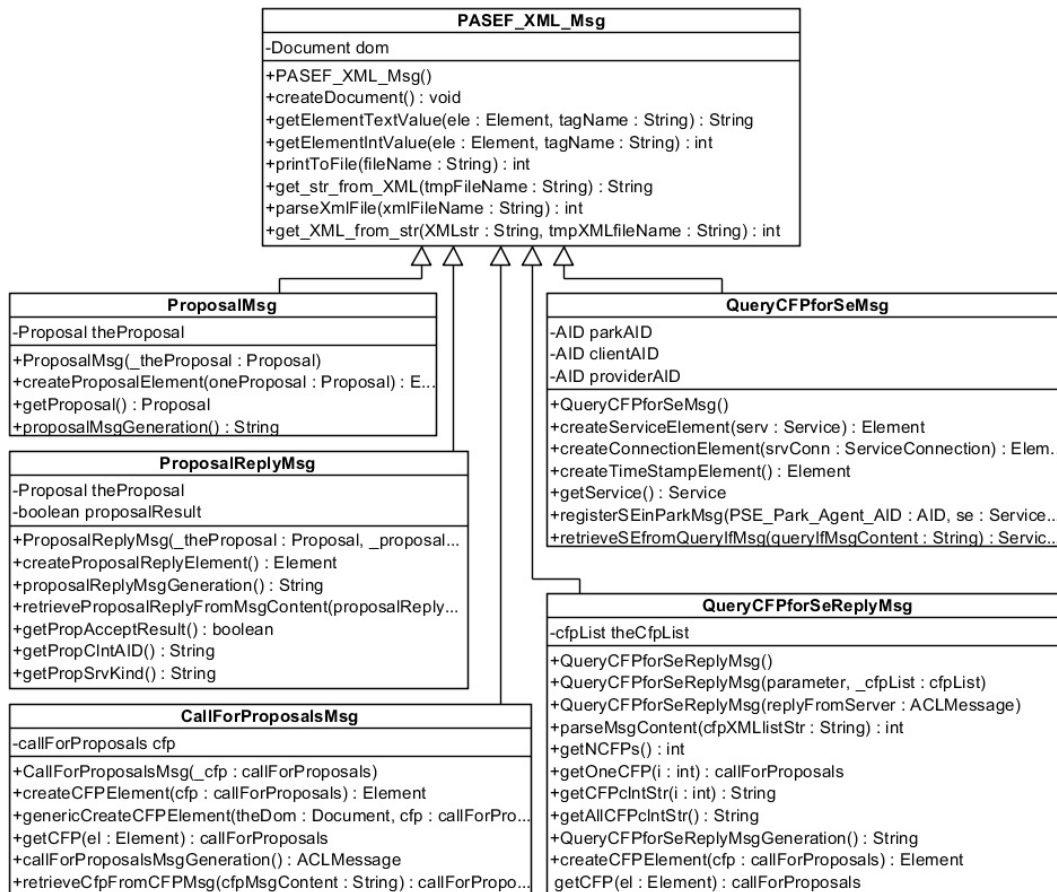 PASEF_XML_Msg
-Document dom
+PASEF_XML_Msg()
+createDocument() : void
+getElementTextValue(ele : Element, tagName : String) : String
+getElementIntValue(ele : Element, tagName : String) : int
+printToFile(fileName : String) : int
+get_str_from_XML(tmpFileName : String) : String
+parseXmlFile(xmlFileName : String) : int
+get_XML_from_str(XMLstr : String, tmpXMLfileName : String) : int
ProposalMsg
-Proposal theProposal
+ProposalMsg(_theProposal : Proposal)
+createProposalElement(oneProposal : Proposal) : E...
+getProposal() : Proposal
+proposalMsgGeneration() : String
ProposalReplyMsg
-Proposal theProposal
-boolean proposalResult
+ProposalReplyMsg(_theProposal : Proposal, _proposal...
+createProposalReplyElement() : Element
+proposalReplyMsgGeneration() : String
+retrieveProposalReplyFromMsgContent(proposalReply...
+getPropAcceptResult() : boolean
+getPropClntAID() : String
+getPropSrvKind() : String
CallForProposalsMsg
-callForProposals cfp
+CallForProposalsMsg(_cfp : callForProposals)
+createCFPElement(cfp : callForProposals) : Element
+genericCreateCFPElement(theDom : Document, cfp : callForPro...
+getCFP(el : Element) : callForProposals
+callForProposalsMsgGeneration() : ACLMessage
+retrieveCfpFromCFPMsg(cfpMsgContent : String) : callForPropo...
QueryCFPforSeMsg
-AID parkAID
-AID clientAID
-AID providerAID
+QueryCFPforSeMsg()
+createServiceElement(serv : Service) : Element
+createConnectionElement(srvConn : ServiceConnection) : Elem...
+createTimeStampElement() : Element
+getService() : Service
+registerSEinParkMsg(PSE_Park_Agent_AID : AID, se : Service...
+retrieveSEfromQueryIfMsg(queryIfMsgContent : String) : Servic...
QueryCFPforSeReplyMsg
-cfpList theCfpList
+QueryCFPforSeReplyMsg()
+QueryCFPforSeReplyMsg(parameter, _cfpList : cfpList)
+QueryCFPforSeReplyMsg(replyFromServer : ACLMessage)
+parseMsgContent(cfpXMLlistStr : String) : int
+getNCFPs() : int
+getOneCFP(i : int) : callForProposals
+getCFPclntStr(i : int) : String
+getAllCFPclntStr() : String
+QueryCFPforSeReplyMsgGeneration() : String
+createCFPElement(cfp : callForProposals) : Element
getCFP(el : Element) : callForProposals